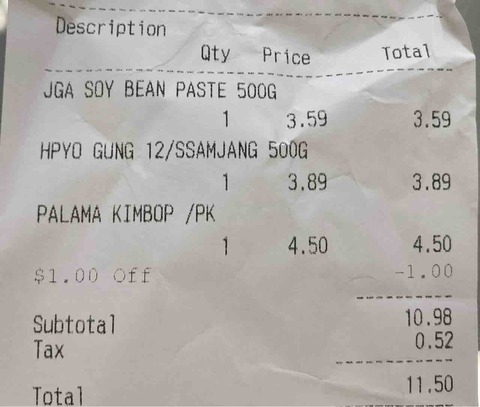 Description
Qty Price Total
JGA SOY BEAN PASTE 500G
1 3.59 3.59
HPYO GUNG 12/SSAMJANG 500G
1 3.89 3.89
PALAMA KIMBOP /PK
1 4.50 4.50
$1.00 Off -1.00
Subtotal 10.98
Tax 0.52
Total 11.50